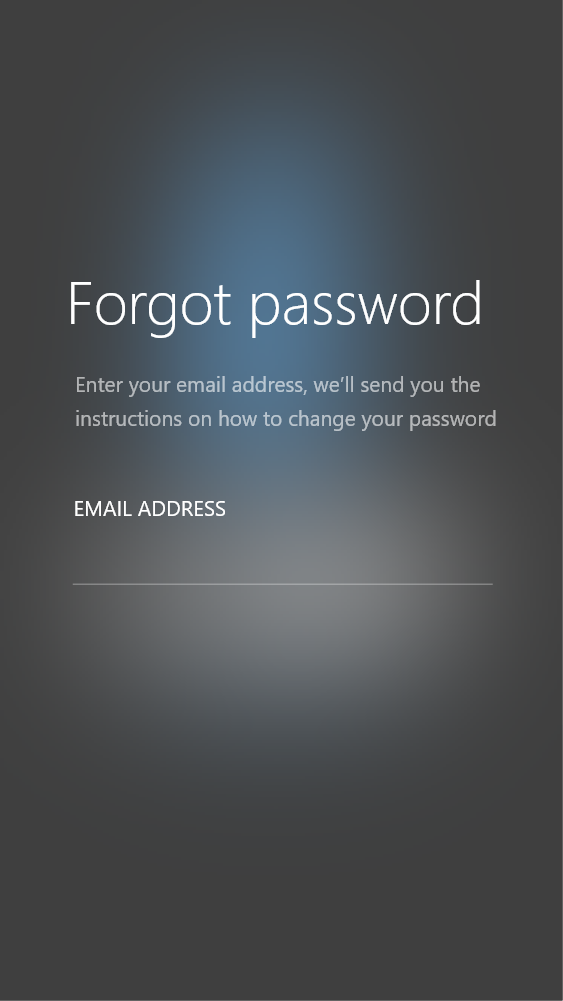 Forgot password
Enter your email address, we’ll send you the
instructions on how to change your password
EMAIL ADDRESS